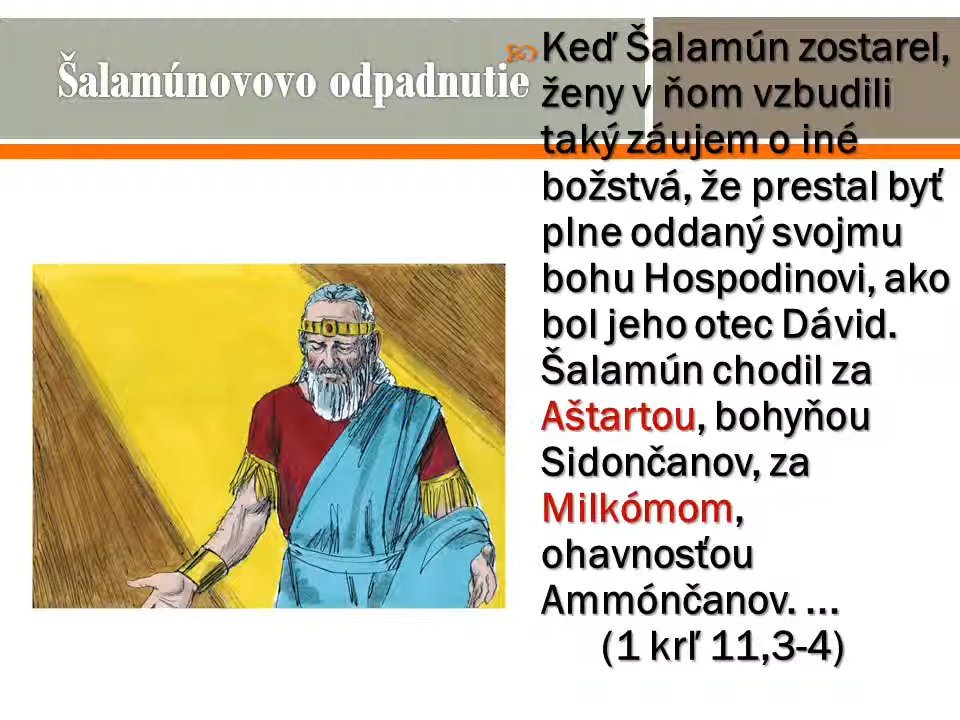 Šalamúnovovo odpadnutie
Keď Šalamún zostarel,
ženy v ňom vzbudili
taký záujem o iné
božstvá, že prestal byť
plne oddaný svojmu
bohu Hospodinovi, ako
bol jeho otec Dávid.
Šalamún chodil za
Aštartou, bohyňou
Sidončanov, za
Milkómom,
ohavnosťou
Ammónčanov. ...
(1 krľ 11,3-4)